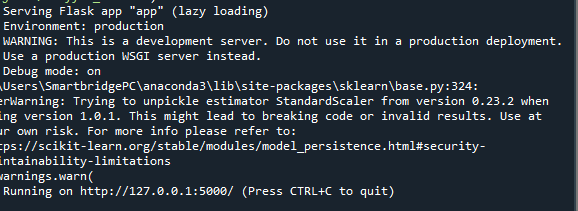 Serving Flask app "app" (lazy loading)
Environment: production
WARNING: This is a development server. Do not use it in a production deployment.
Use a production WSGI server instead.
Debug mode: on
\Users\SmartbridgePC\anaconda3\lib\site-packages\sklearn\base.py:324:
erWarning: Trying to unpickle estimator StandardScaler from version 0.23.2 when
ing version 1.0.1. This might lead to breaking code or invalid results. Use at
ur own risk. For more info please refer to:
tps://scikit-learn.org/stable/modules/model_persistence.html#security-
intainability-limitations
warnings.warn(
Running on http://127.0.0.1:5000/ (Press CTRL+C to quit)